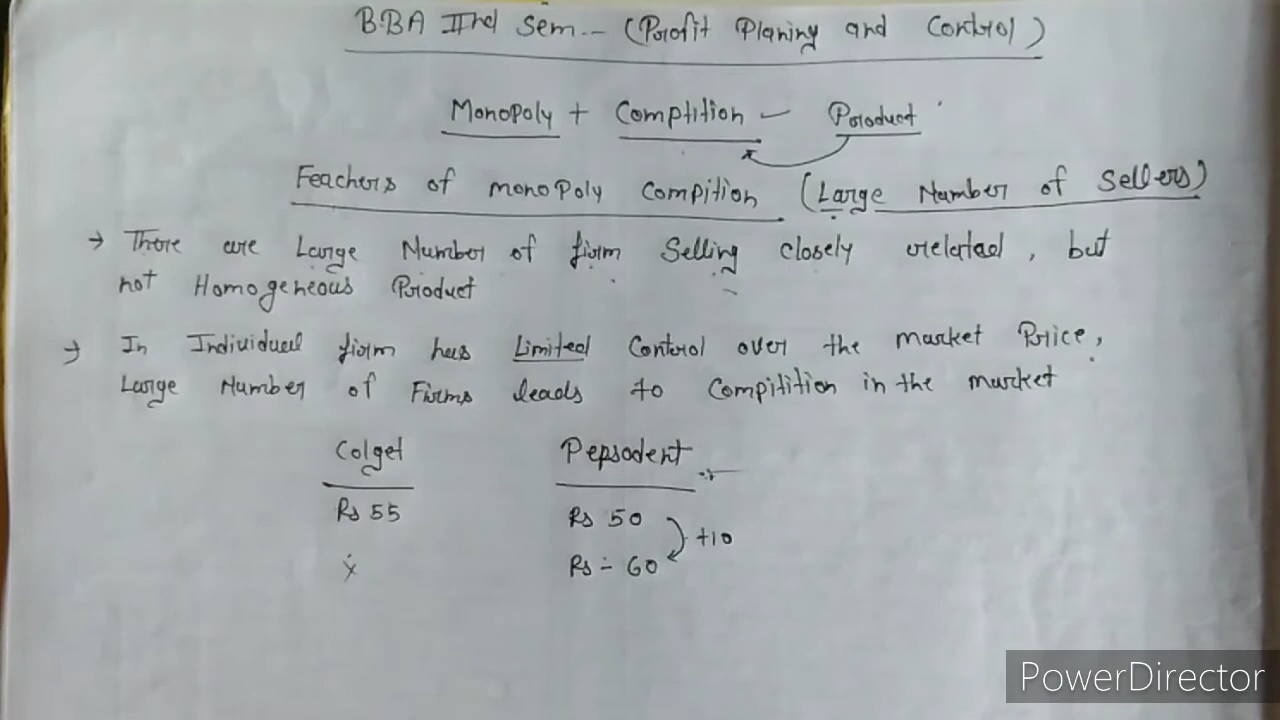 BBA IInd Sem.- (Profit Planing and Control)
Monopoly + Comptition - Product
Feachers of monopoly Compition (Large Number of Sellers)
→ There are Large Number of firm Selling closely related, but
not Homogeneous Product
→ In Individual firm has Limited Control over the market Price,
Large Number of Firms leads to Compitition in the market
Colget Pepsodent
Rs 55 Rs 50 +10
x Rs - 60
PowerDirector